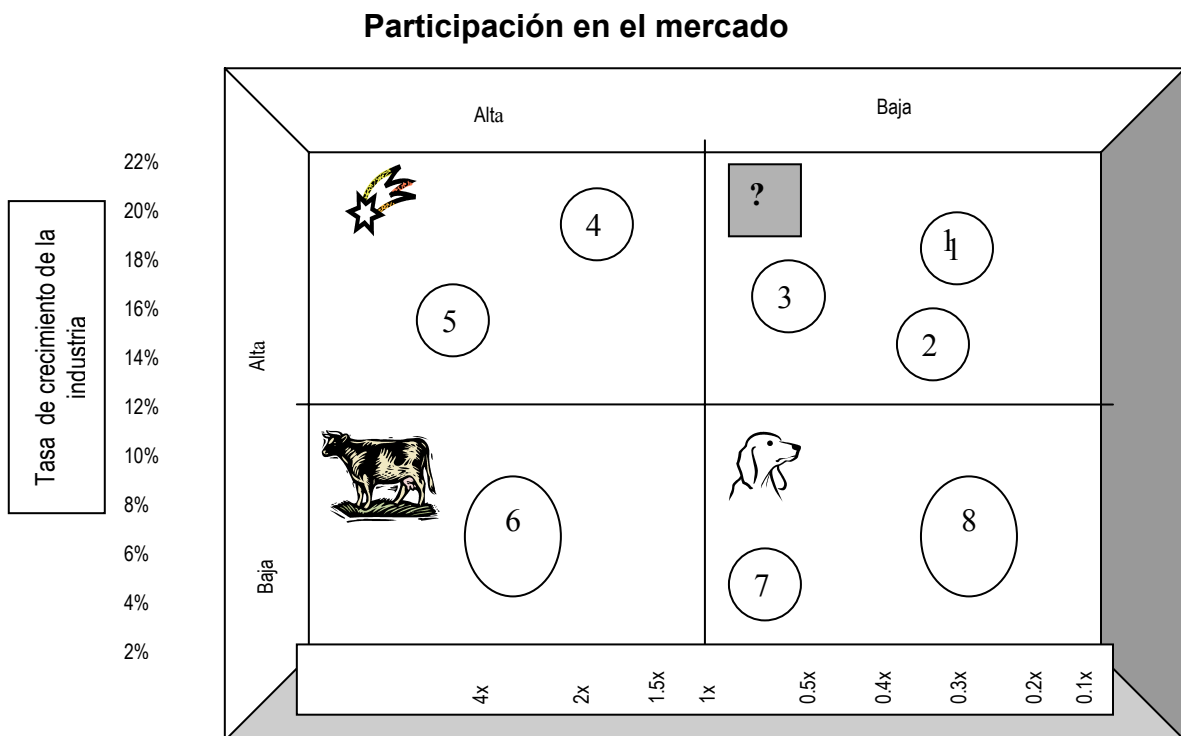 Participación en el mercado
Alta
Baja
Tasa de crecimiento de la
industria
22%
20%
18%
16%
14%
12%
10%
8%
6%
4%
2%
Alta
Baja
?
4
11
3
5
2
6
8
7
4x
2x
1.5x
1x
0.5x
0.4x
0.3x
0.2x
0.1x